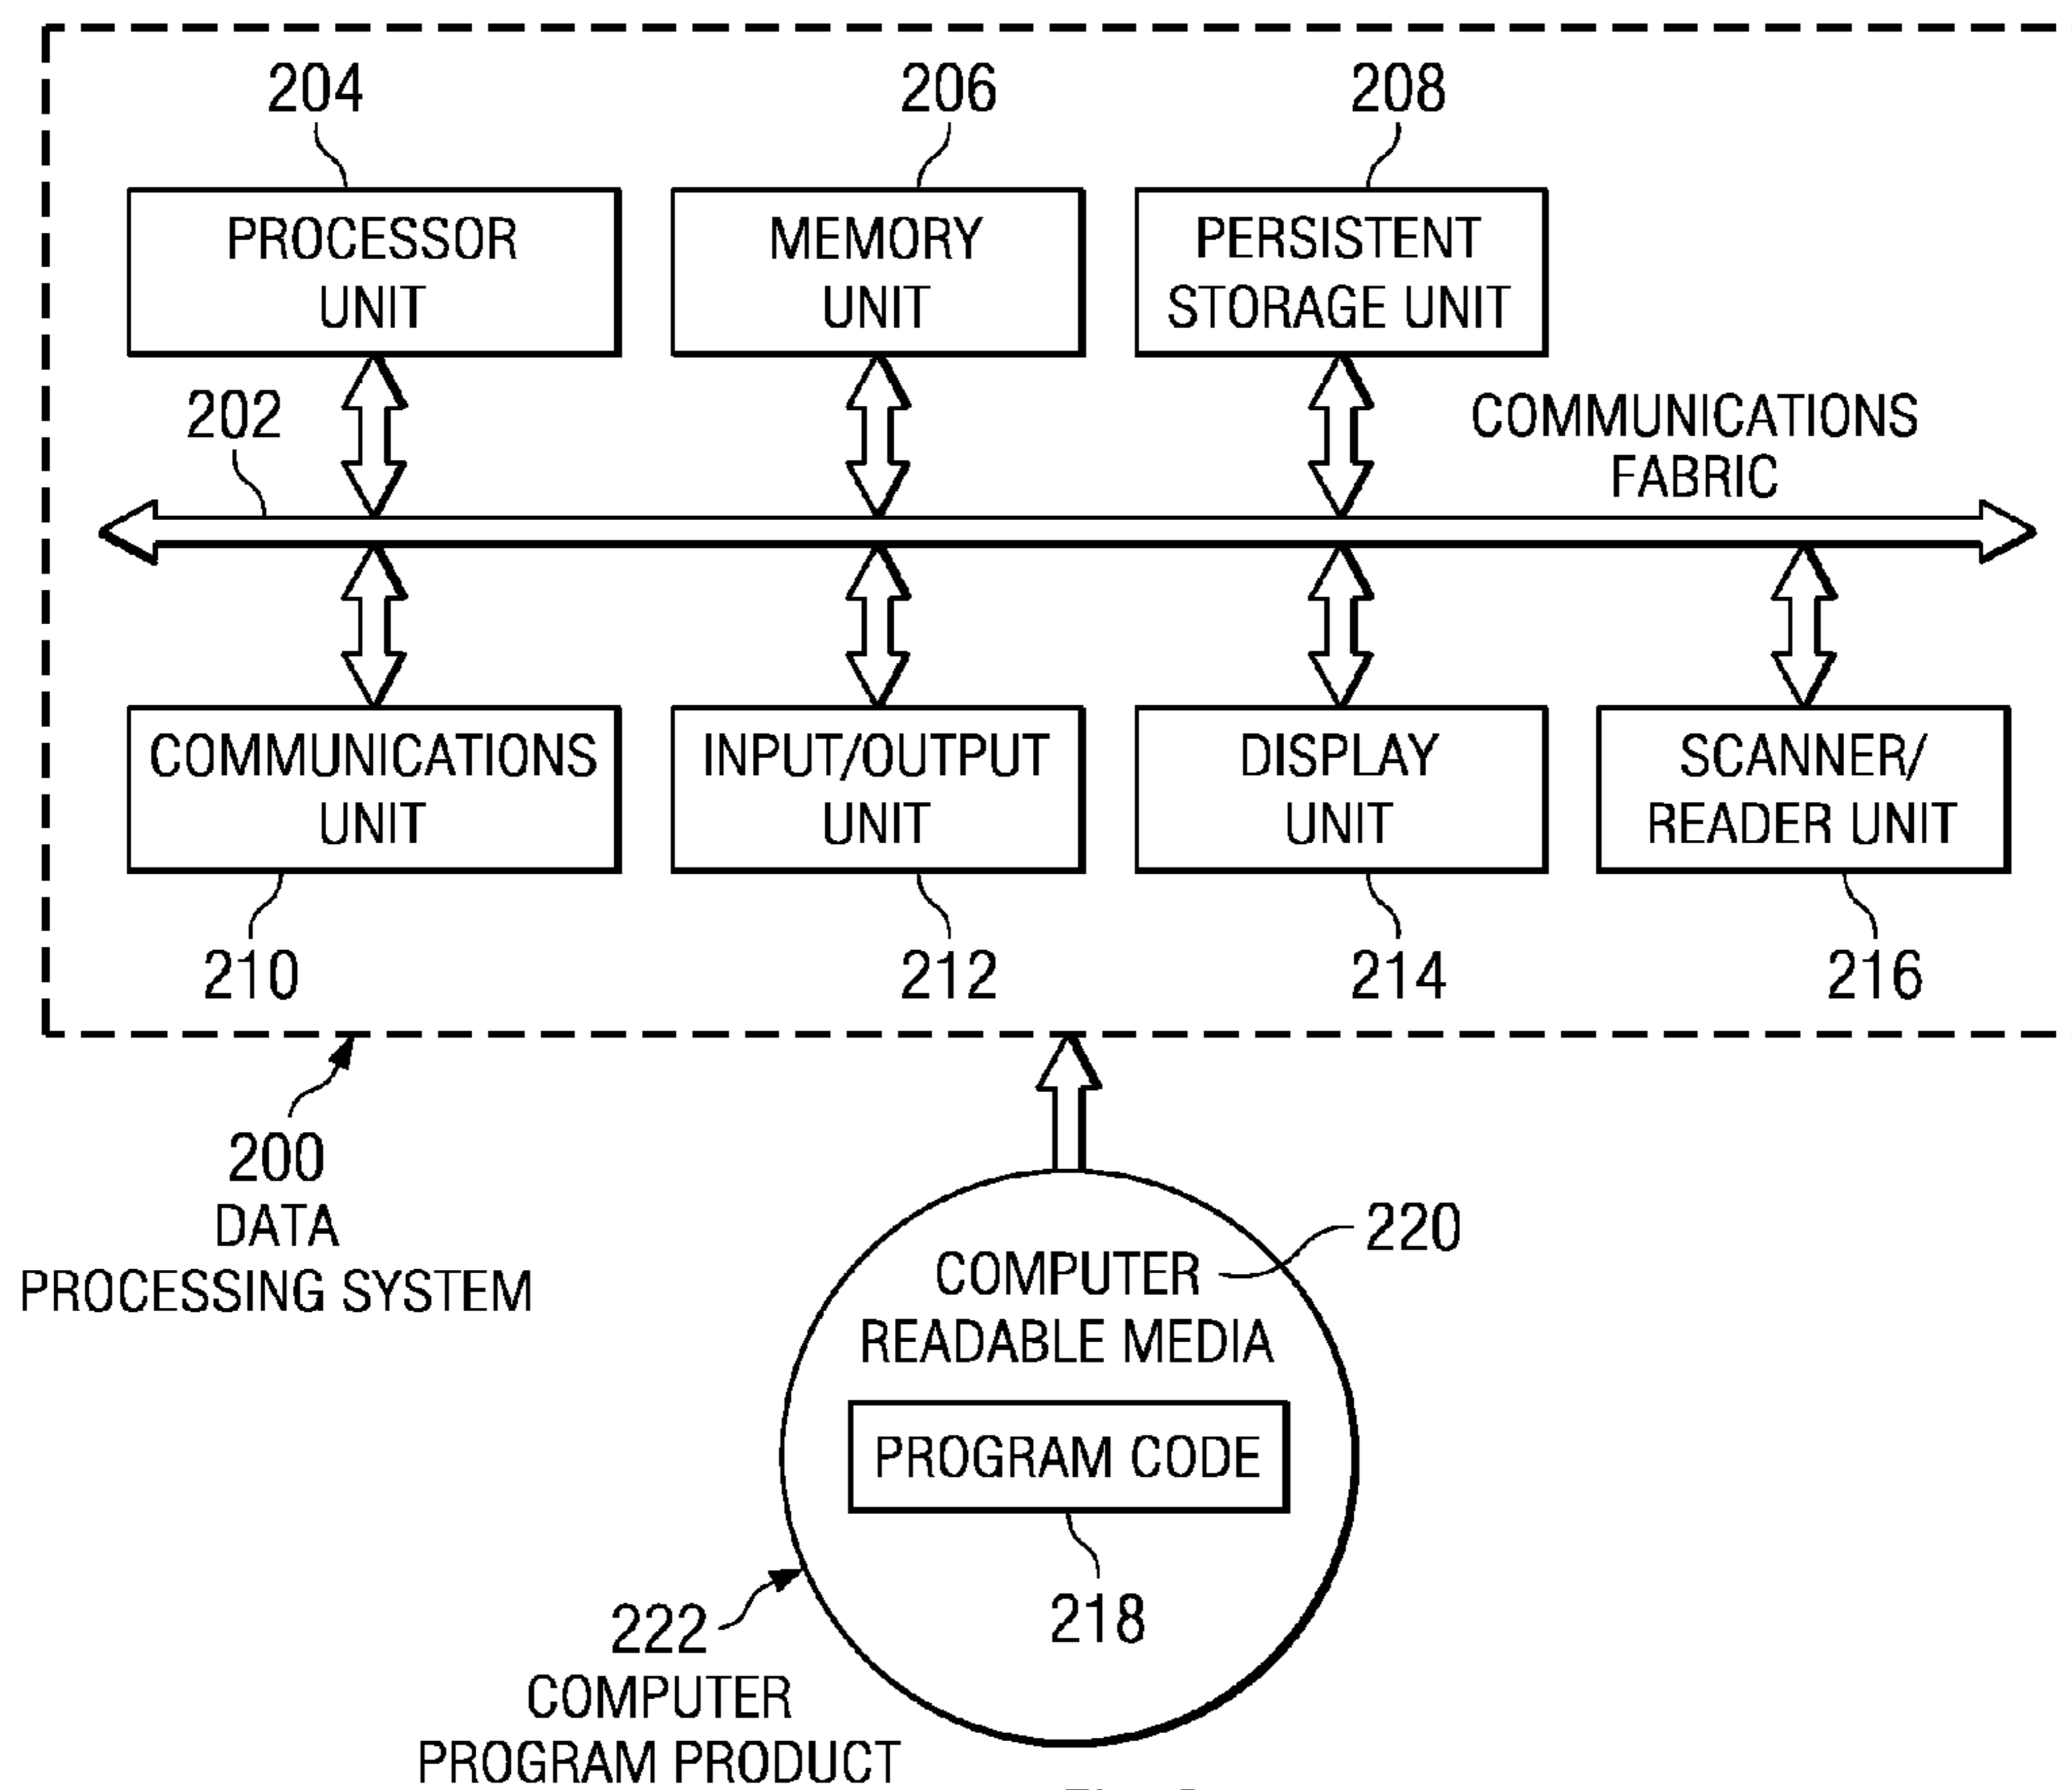 204
206
208
PROCESSOR
UNIT
MEMORY
UNIT
PERSISTENT
STORAGE UNIT
202
COMMUNICATIONS
FABRIC
COMMUNICATIONS
UNIT
INPUT/OUTPUT
UNIT
DISPLAY
UNIT
SCANNER/
READER UNIT
210
212
214
216
200
DATA
PROCESSING SYSTEM
220
COMPUTER
READABLE MEDIA
PROGRAM CODE
218
222
COMPUTER
PROGRAM PRODUCT